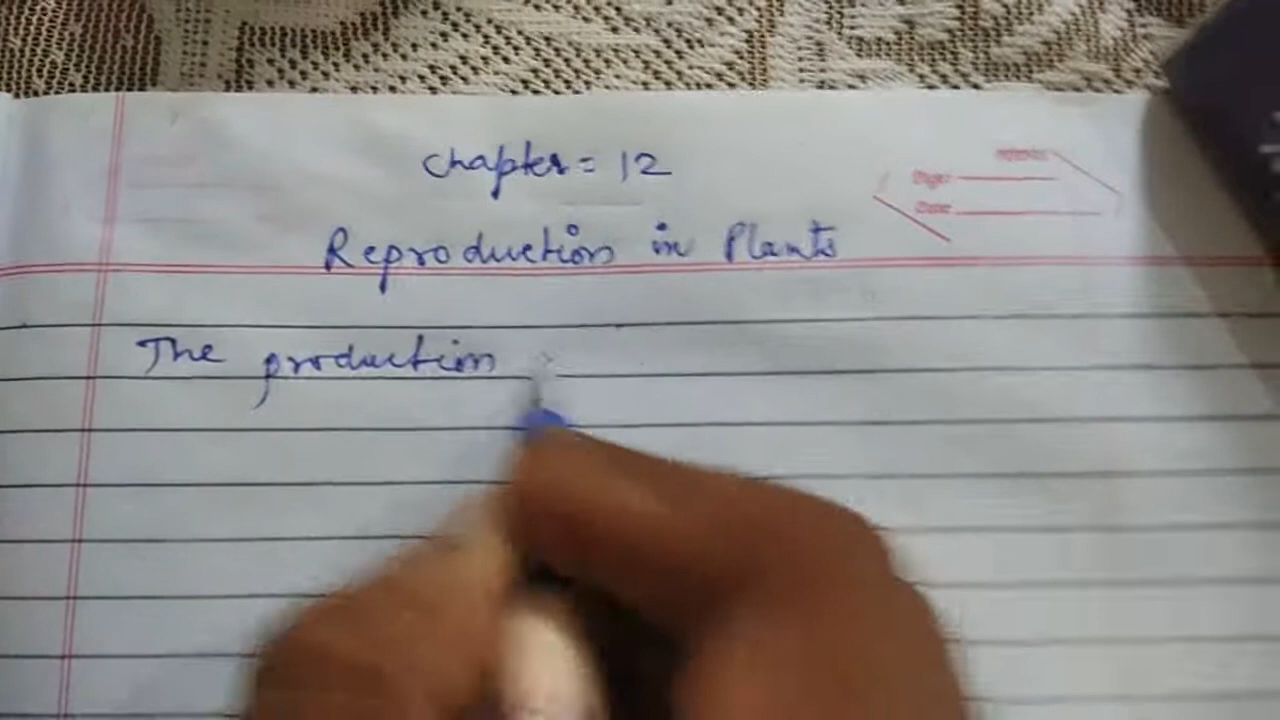 chapter = 12
Reproduction in Plants
The production